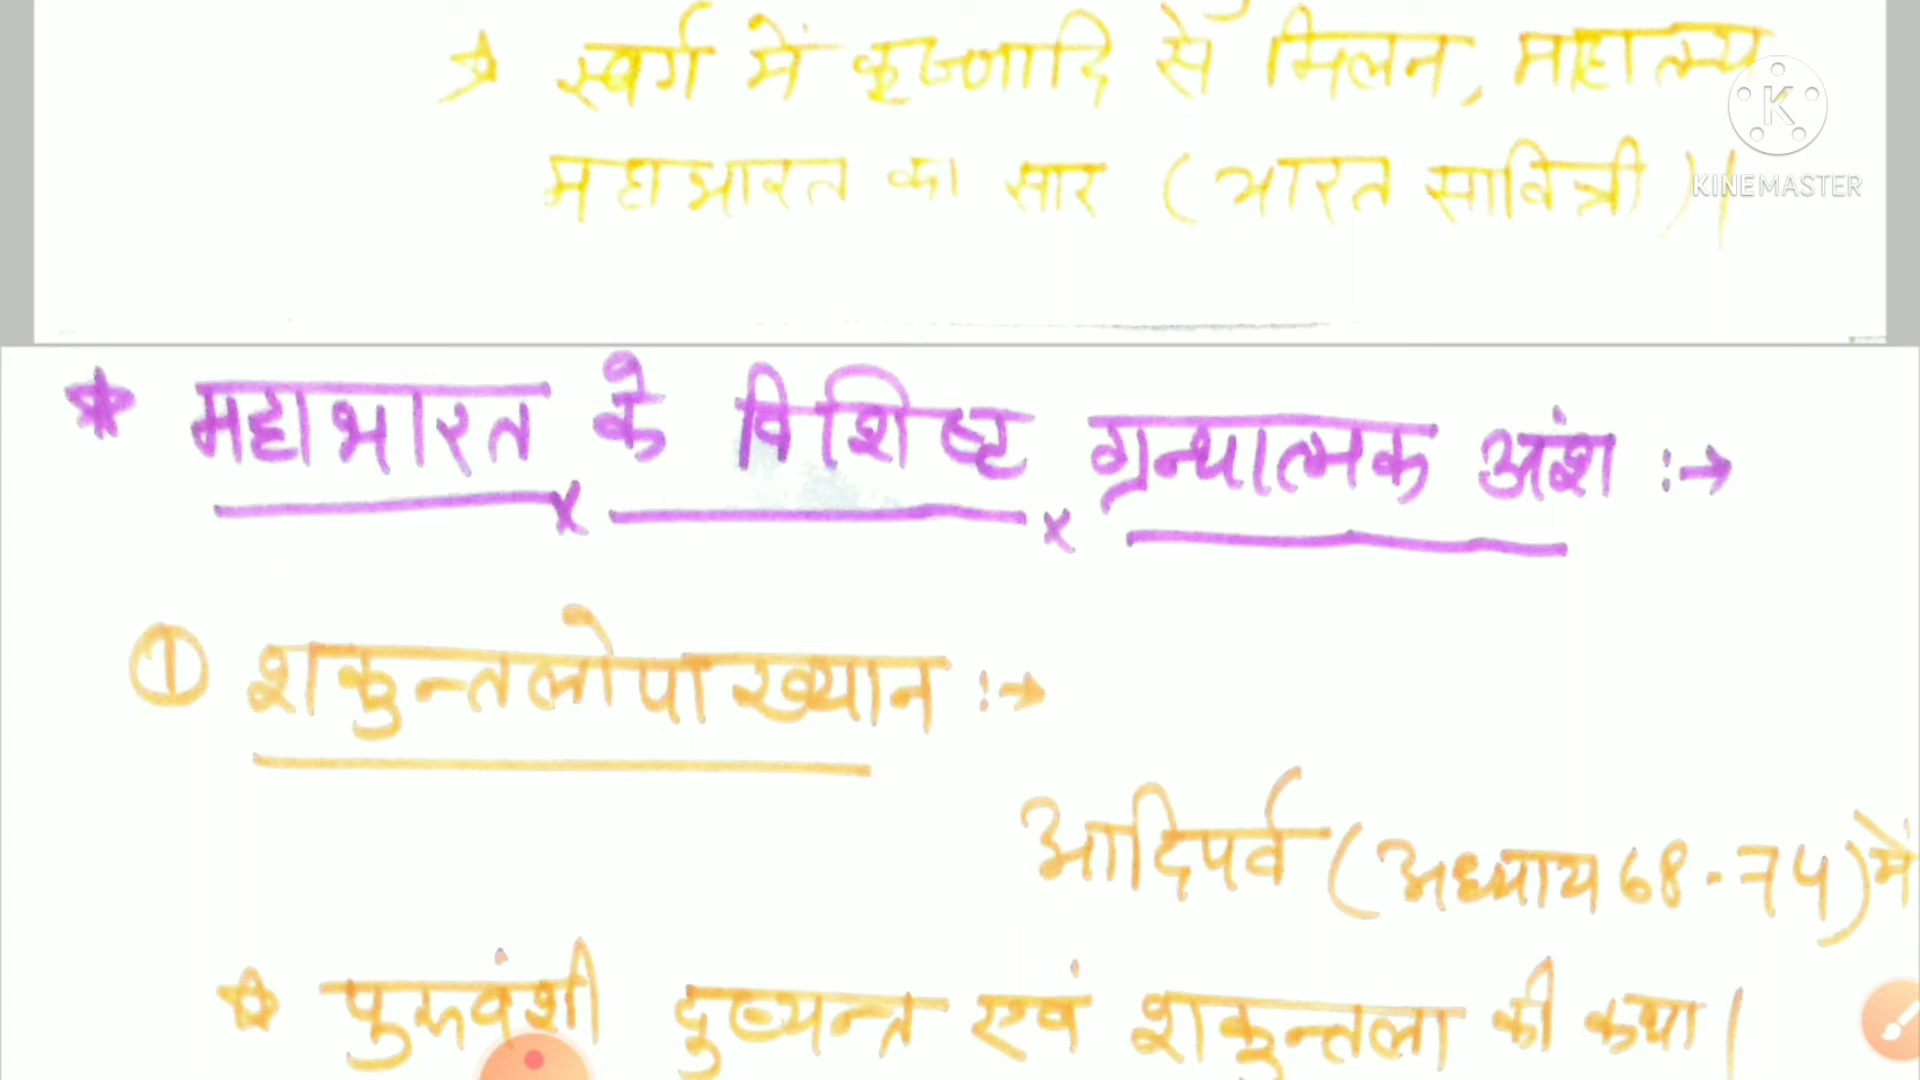 → स्वर्ग में कृष्णादि से मिलन, माहात्म्य
महाभारत का सार (भारत सावित्री)।
K
KINEMASTER
* महाभारत के विशिष्ट ग्रन्थात्मक अंश :→
① शकुन्तलोपाख्यान :→
आदिपर्व (अध्याय 68-74) में
* पुरुवंशी दुष्यन्त एवं शकुन्तला की कथा।